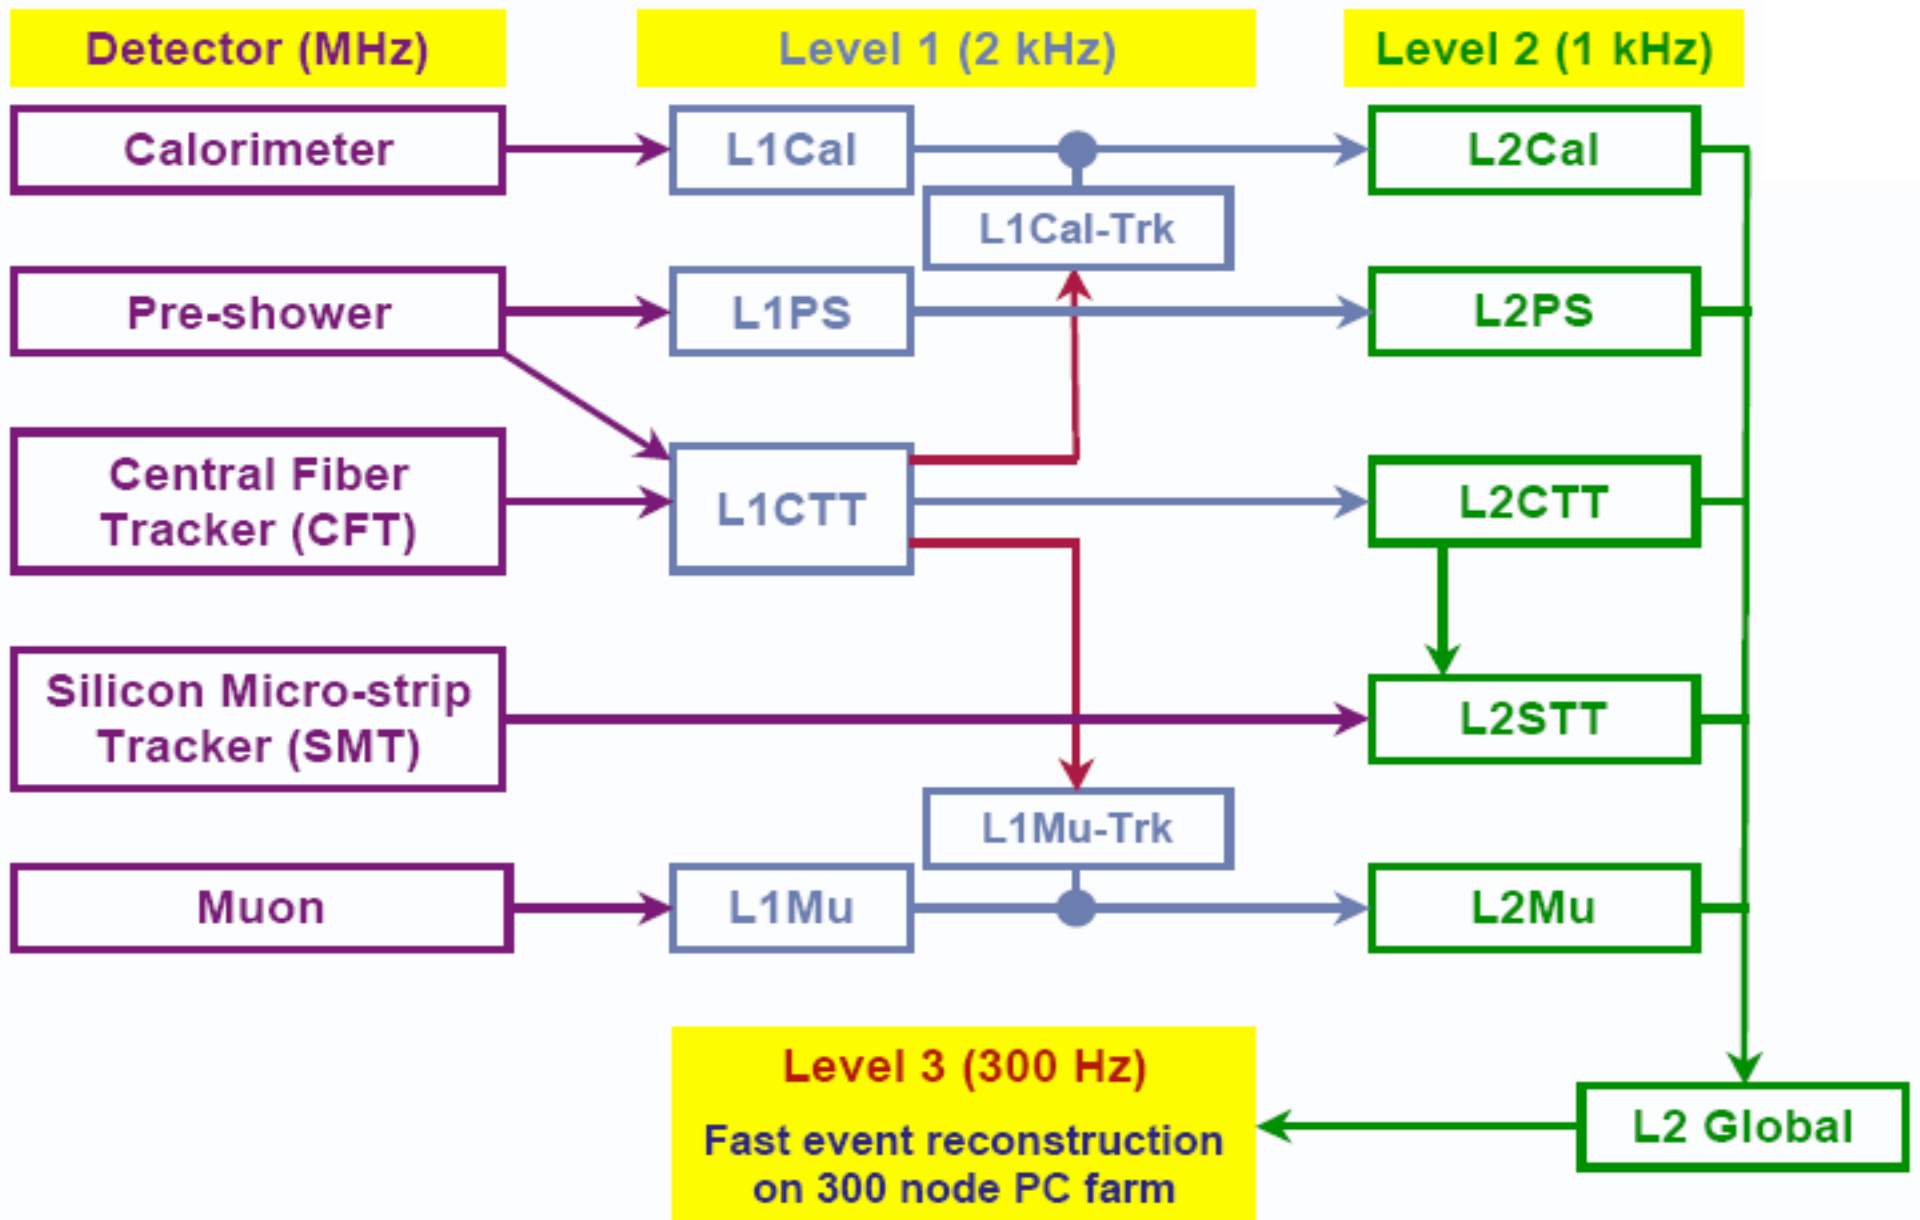 Detector (MHz)
Level 1 (2 kHz)
Level 2 (1 kHz)
Calorimeter
L1Cal
L2Cal
L1Cal-Trk
Pre-shower
L1PS
L2PS
Central Fiber
Tracker (CFT)
L1CTT
L2CTT
Silicon Micro-strip
Tracker (SMT)
L2STT
L1Mu-Trk
Muon
L1Mu
L2Mu
Level 3 (300 Hz)
Fast event reconstruction
on 300 node PC farm
L2 Global